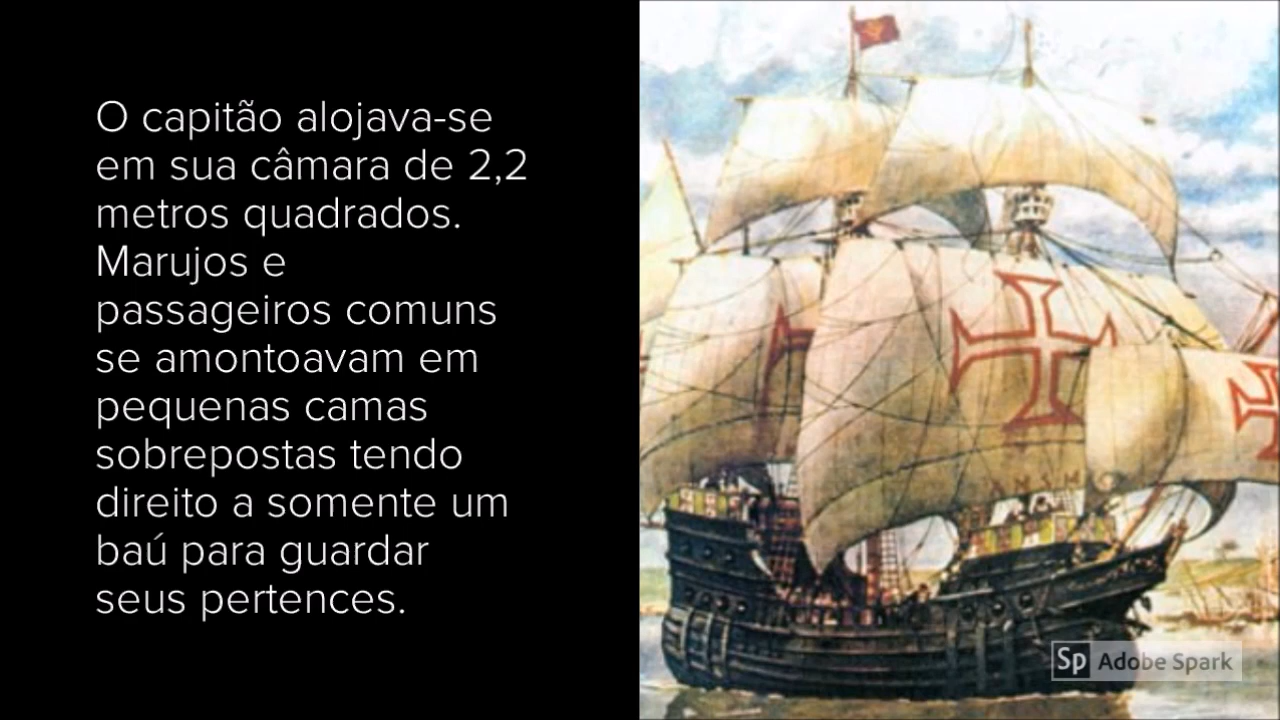 O capitão alojava-se
em sua câmara de 2,2
metros quadrados.
Marujos e
passageiros comuns
se amontoavam em
pequenas camas
sobrepostas tendo
direito a somente um
baú para guardar
seus pertences.
Sp Adobe Spark